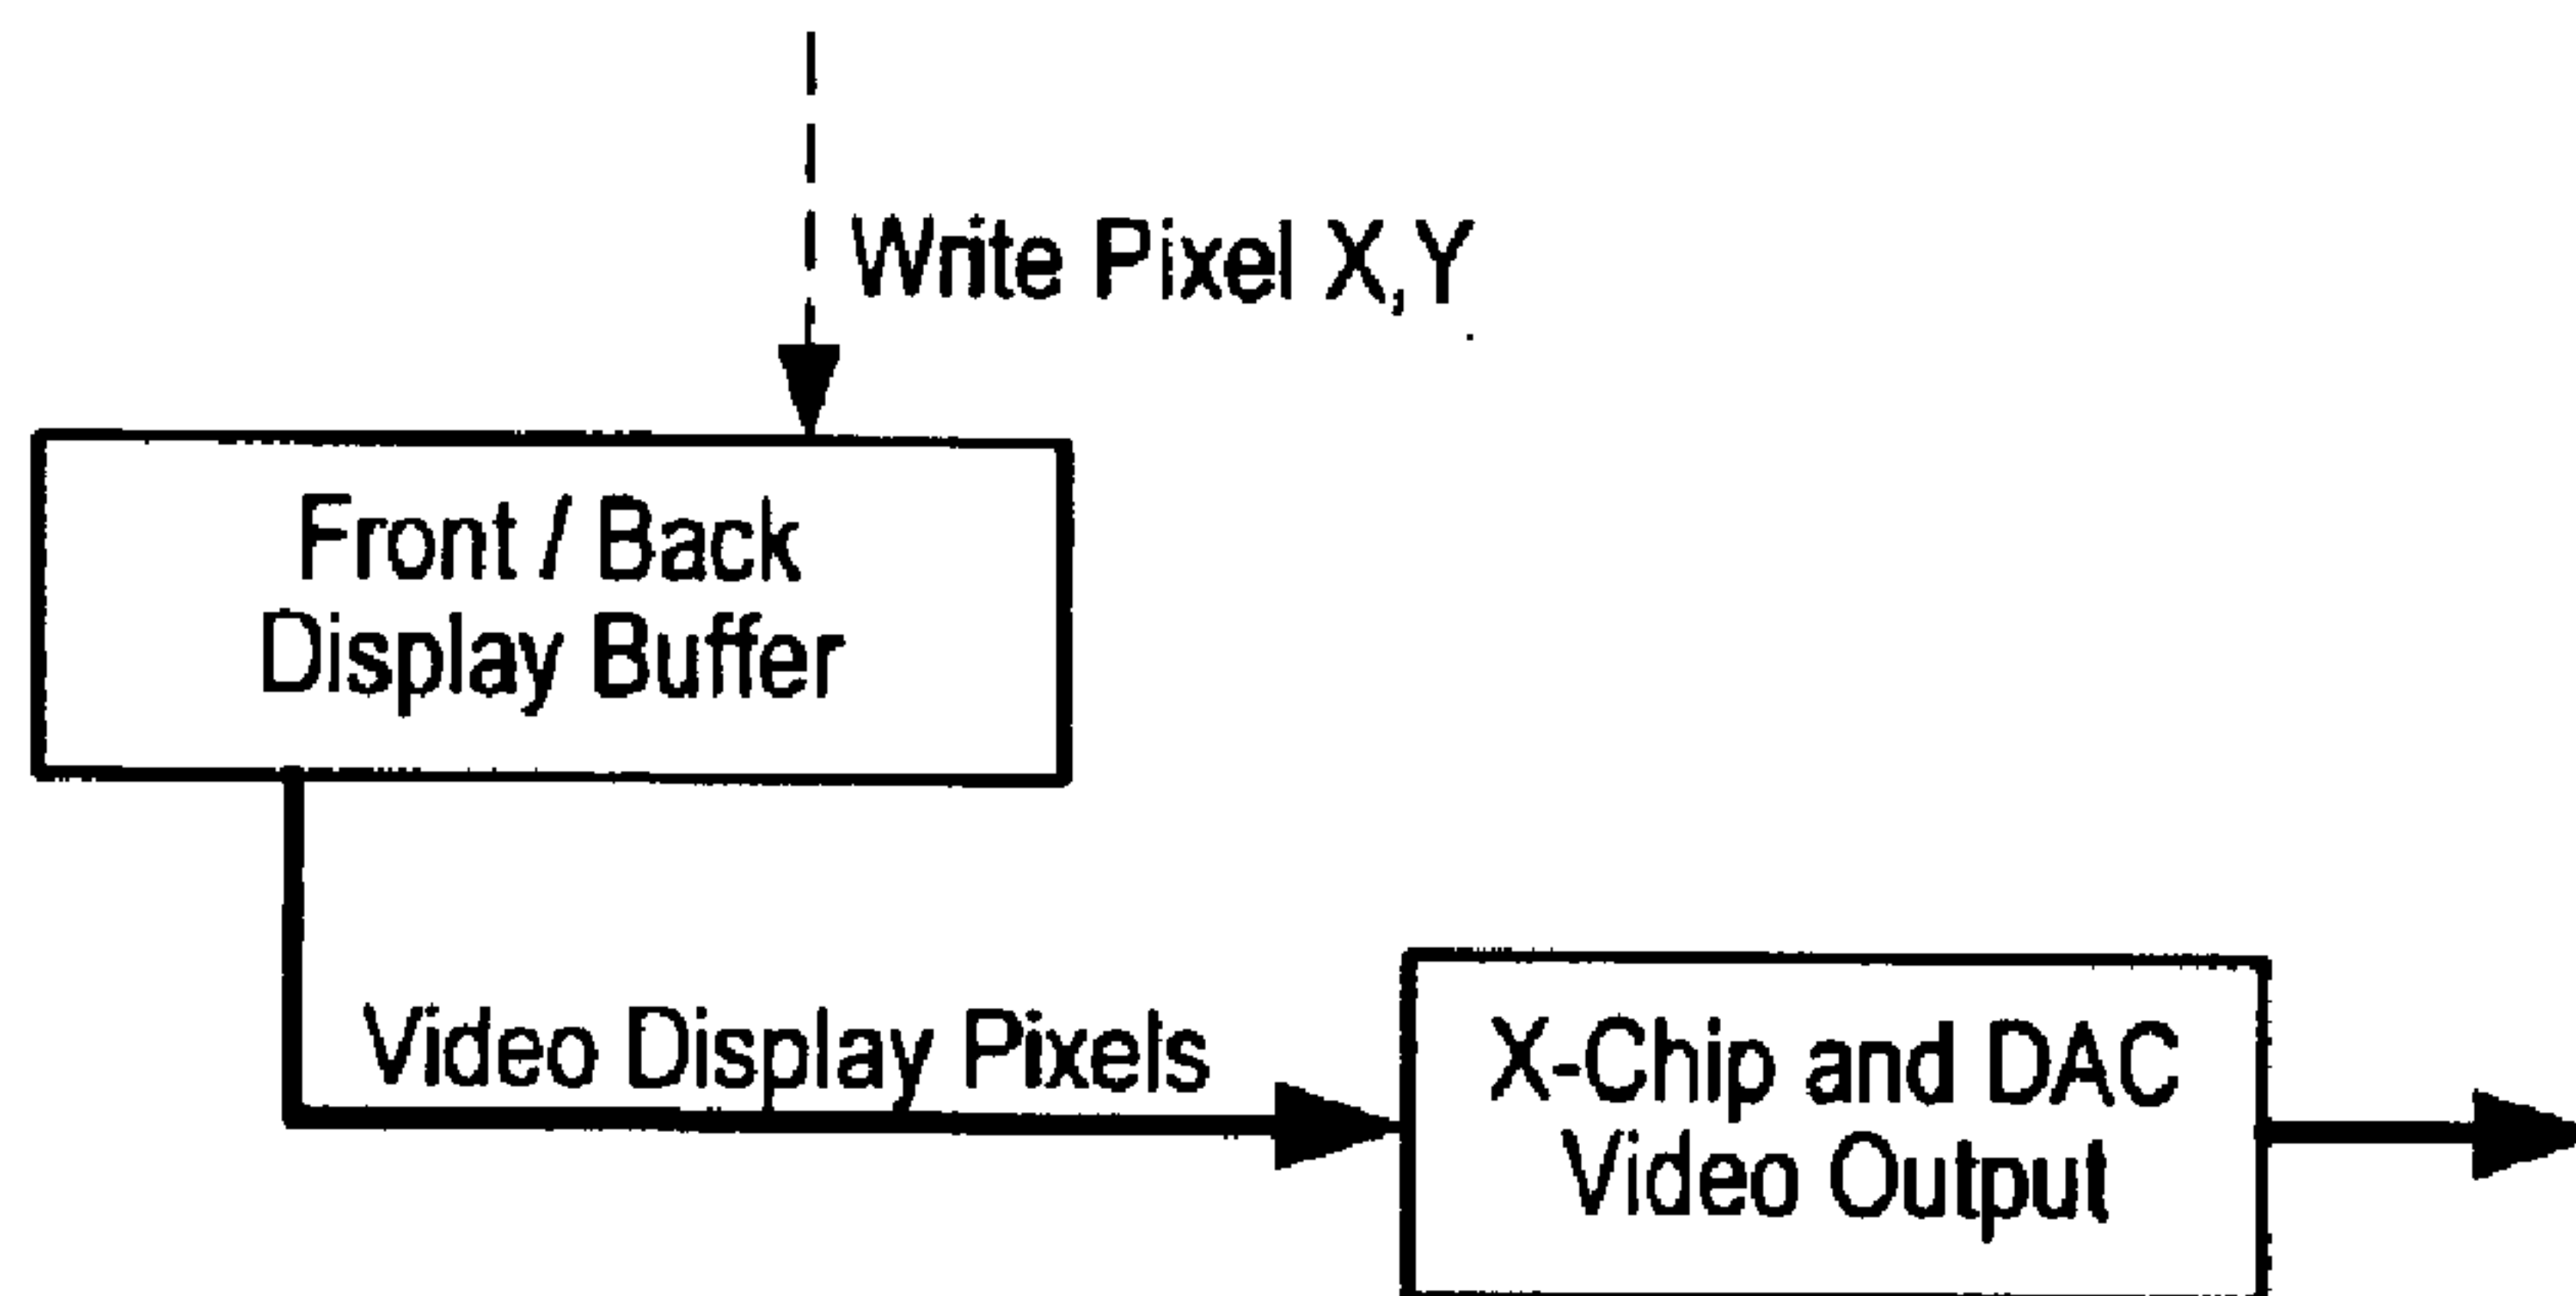 Write Pixel X,Y
Front / Back
Display Buffer
Video Display Pixels
X-Chip and DAC
Video Output